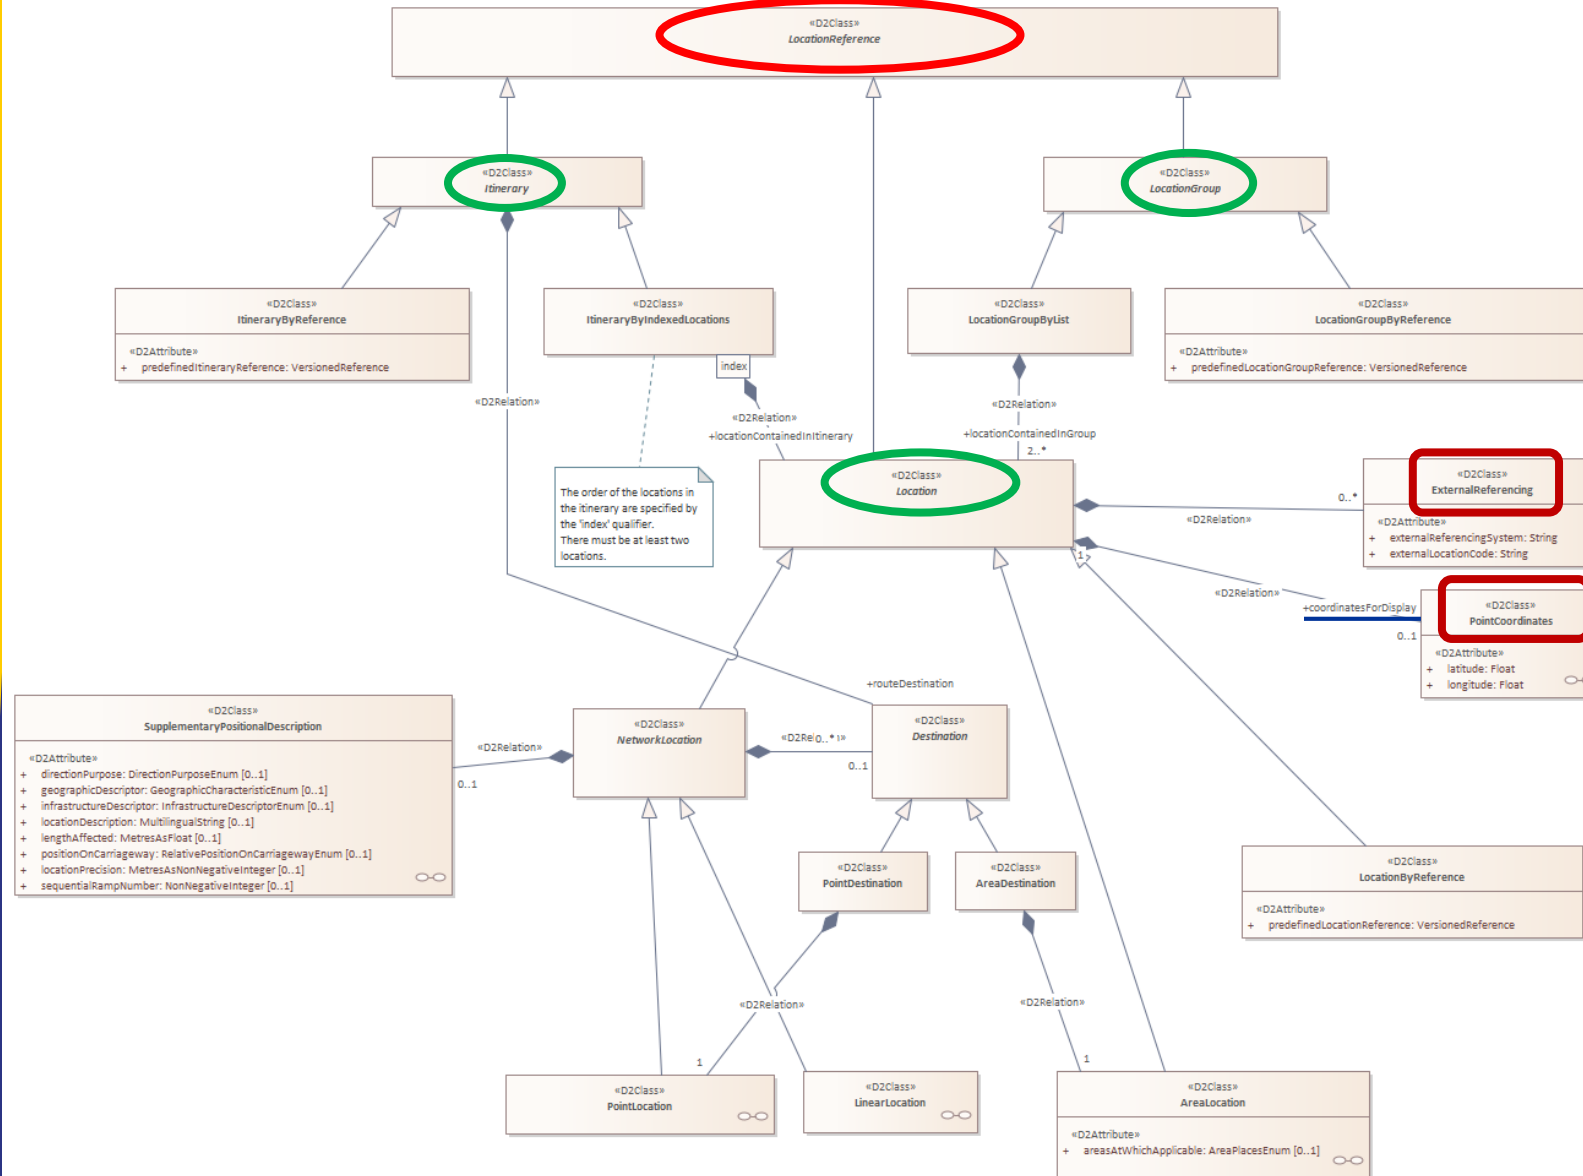 «D2Class»
LocationReference
«D2Class»
Itinerary
«D2Class»
LocationGroup
«D2Class»
ItineraryByReference
«D2Attribute»
+ predefinedItineraryReference: VersionedReference
«D2Class»
ItineraryByIndexedLocations
index
«D2Class»
LocationGroupByList
«D2Class»
LocationGroupByReference
«D2Attribute»
+ predefinedLocationGroupReference: VersionedReference
«D2Relation»
«D2Relation»
+locationContainedInItinerary
«D2Relation»
+locationContainedInGroup
2..*
The order of the locations in
the itinerary are specified by
the 'index' qualifier.
There must be at least two
locations.
«D2Class»
Location
0..*
«D2Relation»
«D2Class»
ExternalReferencing
«D2Attribute»
+ externalReferencingSystem: String
+ externalLocationCode: String
1
«D2Relation»
+coordinatesForDisplay
0..1
«D2Class»
PointCoordinates
«D2Attribute»
+ latitude: Float
+ longitude: Float
+routeDestination
«D2Class»
SupplementaryPositionalDescription
«D2Attribute»
+ directionPurpose: DirectionPurposeEnum [0..1]
+ geographicDescriptor: GeographicCharacteristicEnum [0..1]
+ infrastructureDescriptor: InfrastructureDescriptorEnum [0..1]
+ locationDescription: MultilingualString [0..1]
+ lengthAffected: MetresAsFloat [0..1]
+ positionOnCarriageway: RelativePositionOnCarriagewayEnum [0..1]
+ locationPrecision: MetresAsNonNegativeInteger [0..1]
+ sequentialRampNumber: NonNegativeInteger [0..1]
«D2Relation»
0..1
«D2Class»
NetworkLocation
0..*
0..1
«D2Class»
Destination
«D2Class»
PointDestination
«D2Class»
AreaDestination
«D2Class»
LocationByReference
«D2Attribute»
+ predefinedLocationReference: VersionedReference
«D2Relation»
1
«D2Relation»
1
«D2Class»
PointLocation
«D2Class»
LinearLocation
«D2Class»
AreaLocation
«D2Attribute»
+ areasAtWhichApplicable: AreaPlacesEnum [0..1]